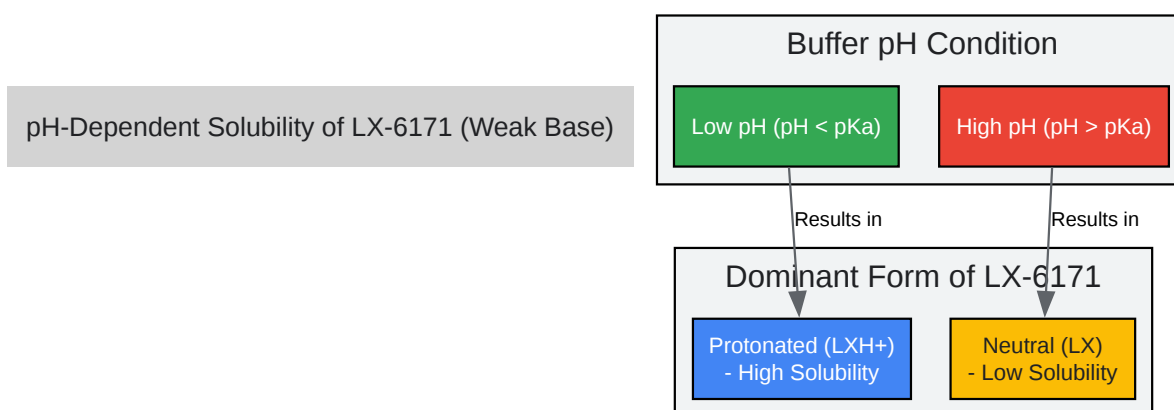 pH-Dependent Solubility of LX-6171 (Weak Base)
Buffer pH Condition
Low pH (pH < pKa)
High pH (pH > pKa)
Results in
Results in
Dominant Form of LX-6171
Protonated (LXH+)
- High Solubility
Neutral (LX)
- Low Solubility